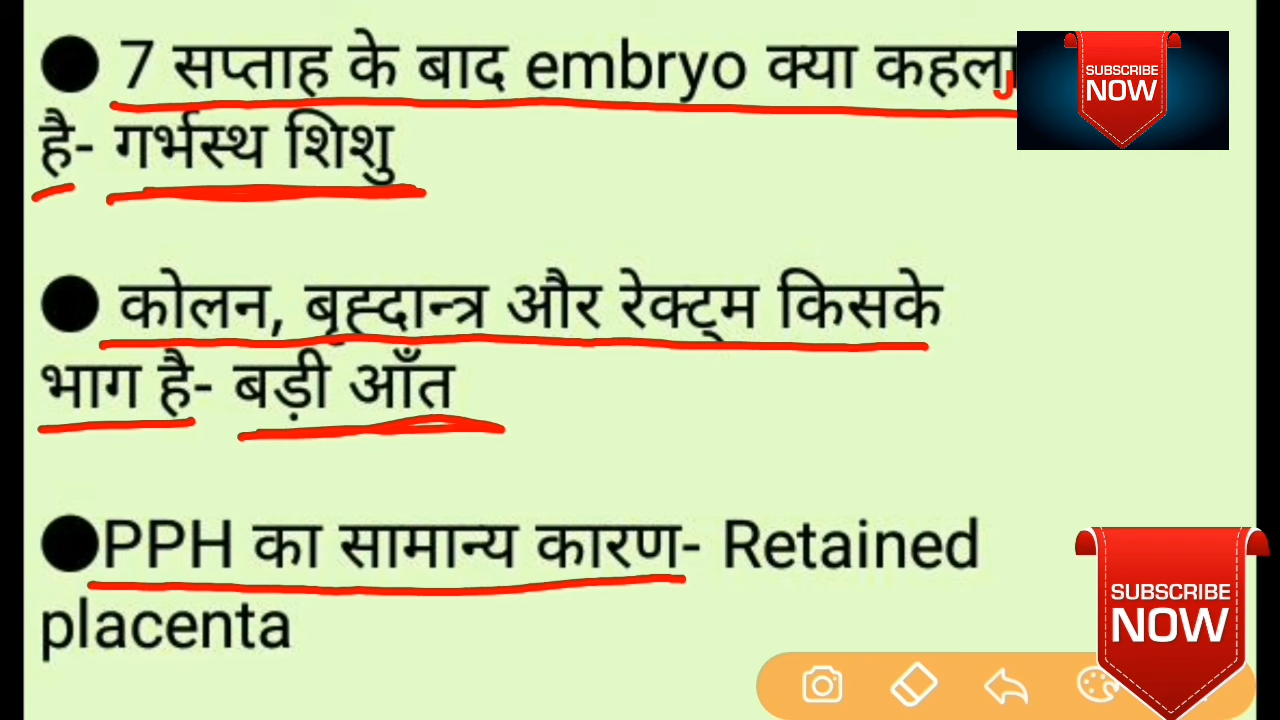 ● 7 सप्ताह के बाद embryo क्या कहला
SUBSCRIBE
NOW
है- गर्भस्थ शिशु
● कोलन, बृह्दान्त्र और रेक्ट्म किसके
भाग है- बड़ी आँत
●PPH का सामान्य कारण- Retained
placenta
SUBSCRIBE
NOW